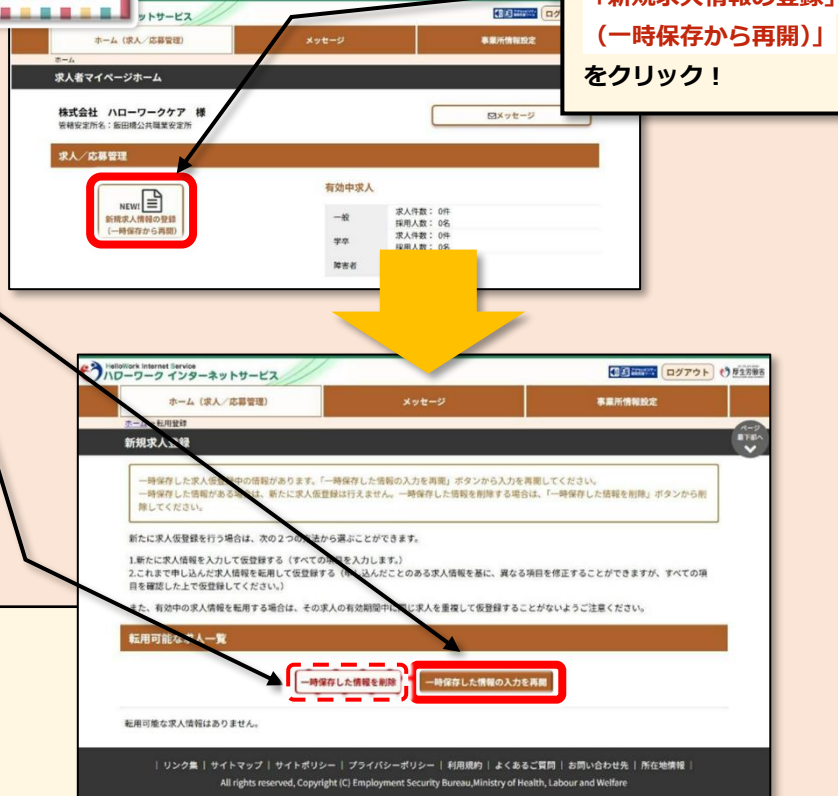 「新規求人情報の登録」
（一時保存から再開）」
をクリック！
ットサービス
ホーム（求人／応募管理）
メッセージ
事業所情報設定
ホーム
求人者マイページホーム
株式会社　ハローワークケア　様
管轄安定所名：飯田橋公共職業安定所
メッセージ
求人／応募管理
NEW!
新規求人情報の登録
（一時保存から再開）
有効中求人
一般
求人件数： 0件
採用人数： 0名
学卒
求人件数： 0件
採用人数： 0名
障害者
HelloWork Internet Service
ハローワーク インターネットサービス
ログアウト
厚生労働省
ホーム（求人／応募管理）
メッセージ
事業所情報設定
転用登録
新規求人登録
ページ
最下部へ
一時保存した求人仮登録中の情報があります。「一時保存した情報の入力を再開」ボタンから入力を再開してください。
一時保存した情報がある場合は、新たに求人仮登録は行えません。一時保存した情報を削除する場合は、「一時保存した情報を削除」ボタンから削
除してください。
新たに求人仮登録を行う場合は、次の２つの方法から選ぶことができます。
1.新たに求人情報を入力して仮登録する（すべての項目を入力します。）
2.これまで申し込んだ求人情報を転用して仮登録する（申し込んだことのある求人情報を基に、異なる項目を修正することができますが、すべての項
目を確認した上で仮登録してください。）
また、有効中の求人情報を転用する場合は、その求人の有効期間中に同じ求人を重複して仮登録することがないようご注意ください。
転用可能な求人一覧
一時保存した情報を削除
一時保存した情報の入力を再開
転用可能な求人情報はありません。
| リンク集 | サイトマップ | サイトポリシー | プライバシーポリシー | 利用規約 | よくあるご質問 | お問い合わせ先 | 所在地情報 |
All rights reserved, Copyright (C) Employment Security Bureau,Ministry of Health, Labour and Welfare